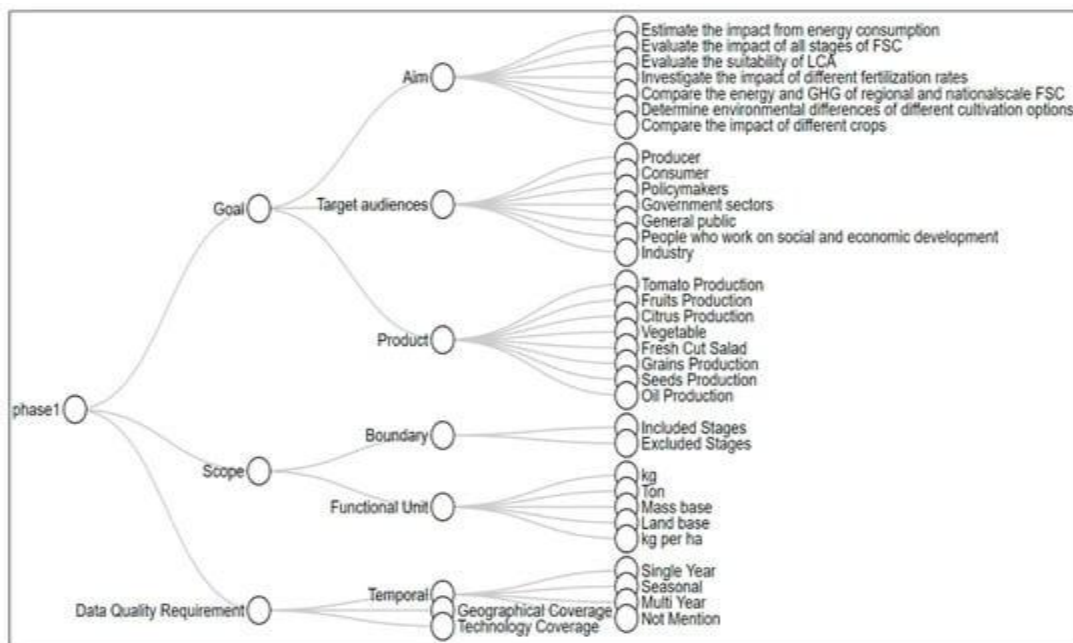 Estimate the impact from energy consumption
Evaluate the impact of all stages of FSC
Evaluate the suitability of LCA
Aim
Investigate the impact of different fertilization rates
Compare the energy and GHG of regional and nationalscale FSC
Determine environmental differences of different cultivation options
Compare the impact of different crops
Producer
Consumer
Policymakers
Goal
Target audiences
Government sectors
General public
People who work on social and economic development
Industry
Tomato Production
Fruits Production
Citrus Production
Product
Vegetable
Fresh Cut Salad
Grains Production
Seeds Production
Oil Production
phase1
Boundary
Included Stages
Excluded Stages
Scope
kg
Ton
Functional Unit
Mass base
Land base
kg per ha
Single Year
Temporal
Seasonal
Data Quality Requirement
Geographical Coverage
Multi Year
Technology Coverage
Not Mention